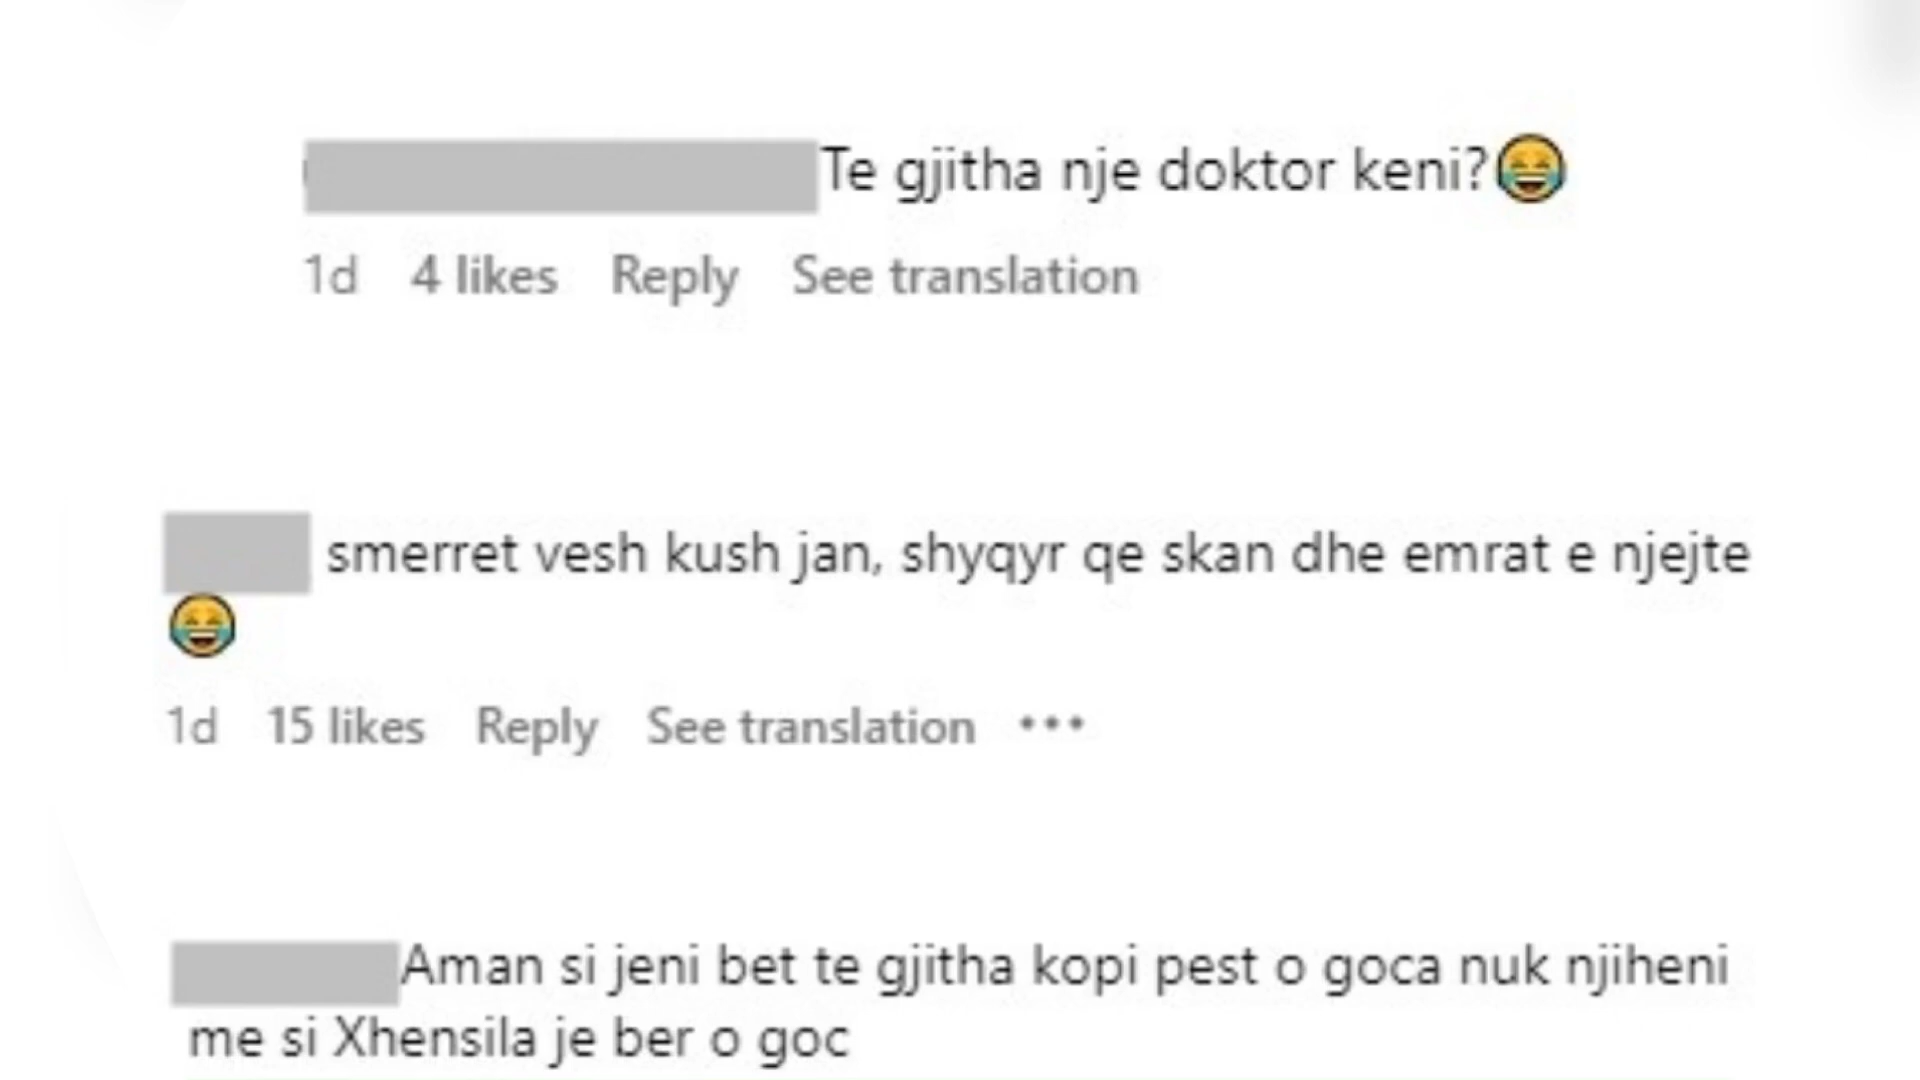 Te gjitha nje doktor keni?😂
1d 4 likes Reply See translation
smerret vesh kush jan, shyqyr qe skan dhe emrat e njejte
😂
1d 15 likes Reply See translation •••
Aman si jeni bet te gjitha kopi pest o goca nuk njiheni
me si Xhensila je ber o goc